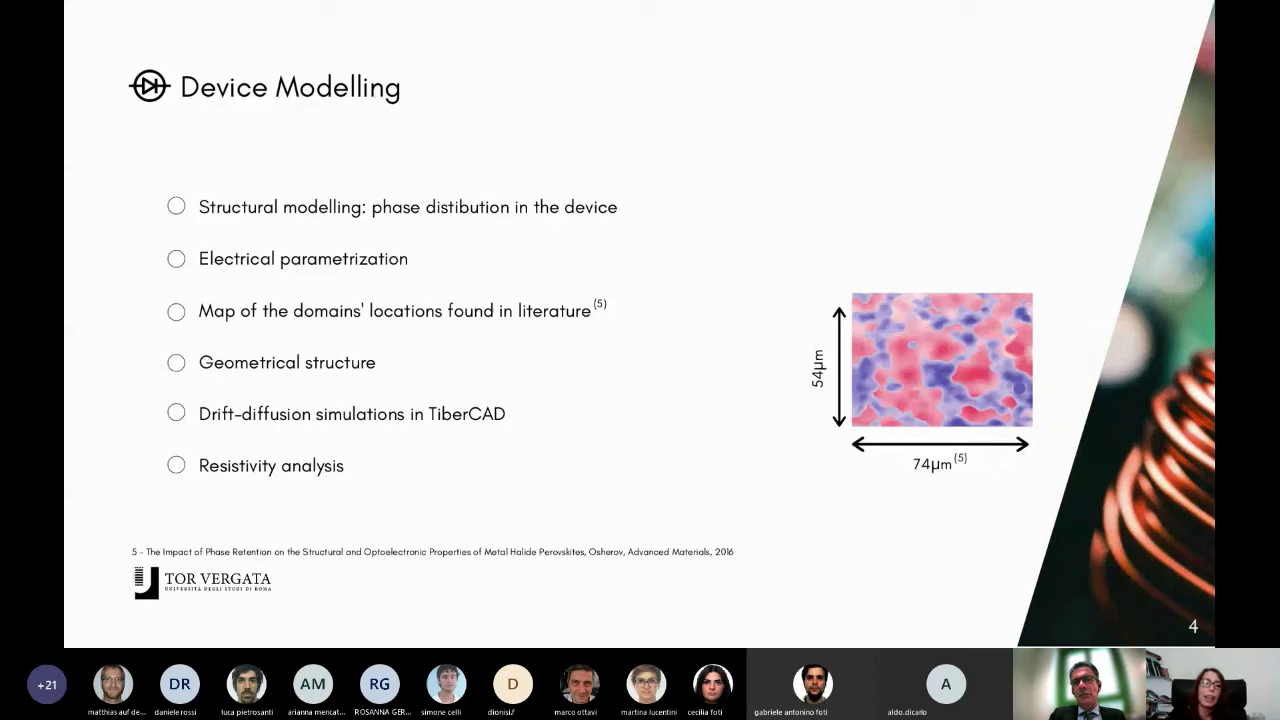 Device Modelling
Structural modelling: phase distibution in the device
Electrical parametrization
Map of the domains' locations found in literature(5)
Geometrical structure
Drift-diffusion simulations in TiberCAD
Resistivity analysis
54µm
74µm(5)
5 - The Impact of Phase Retention on the Structural and Optoelectronic Properties of Metal Halide Perovskites, Osherov, Advanced Materials, 2016
TOR VERGATA
UNIVERSITÀ DEGLI STUDI DI ROMA
4
+21
DR
AM
RG
D
A
matthias auf de...
daniele rossi
luca pietrosanti
arianna mencat...
ROSANNA GER...
simone celli
dionisi.f
marco ottavi
martina lucentini
cecilia foti
gabriele antonino foti
aldo.dicarlo